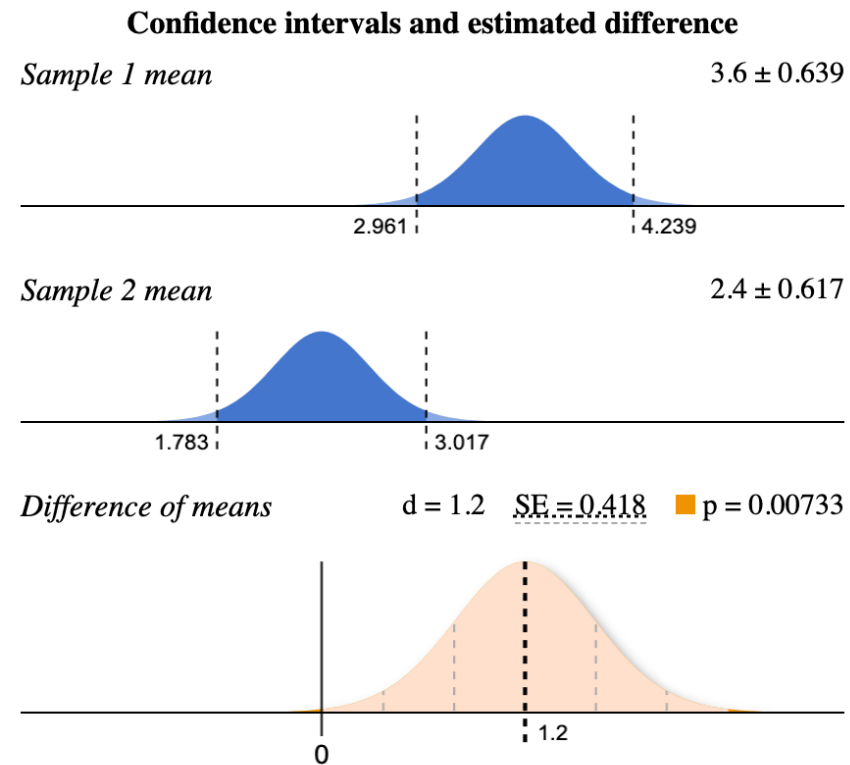 Confidence intervals and estimated difference
Sample 1 mean 3.6 ± 0.639
2.961 4.239
Sample 2 mean 2.4 ± 0.617
1.783 3.017
Difference of means d = 1.2 SE = 0.418 p = 0.00733
1.2
0